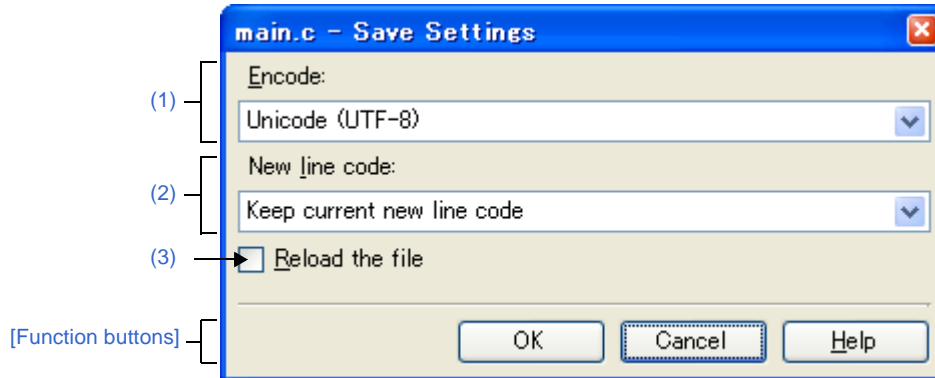 main.c - Save Settings
Encode:
(1)
Unicode (UTF-8)
New line code:
(2)
Keep current new line code
(3)
Reload the file
[Function buttons]
OK Cancel Help